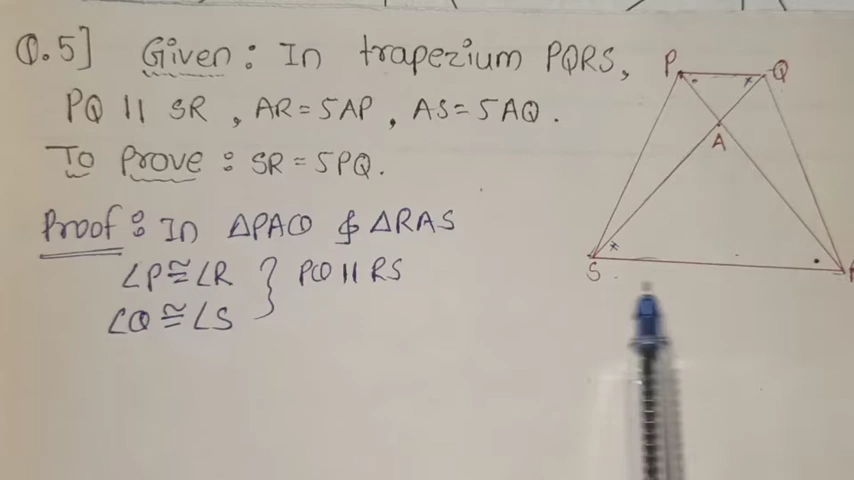 Q.5] Given : In trapezium PQRS,
PQ || SR , AR = 5AP , AS = 5AQ .
To Prove : SR = 5PQ.
Proof : In △PAQ & △RAS
∠P ≅ ∠R } PQ || RS
∠Q ≅ ∠S
P
Q
A
S
R